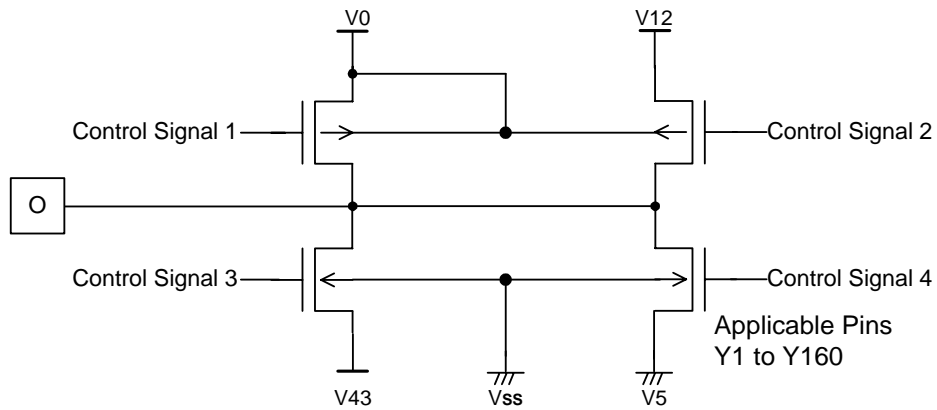 V0
V12
Control Signal 1
Control Signal 2
O
Control Signal 3
Control Signal 4
Applicable Pins
Y1 to Y160
V43
Vss
V5